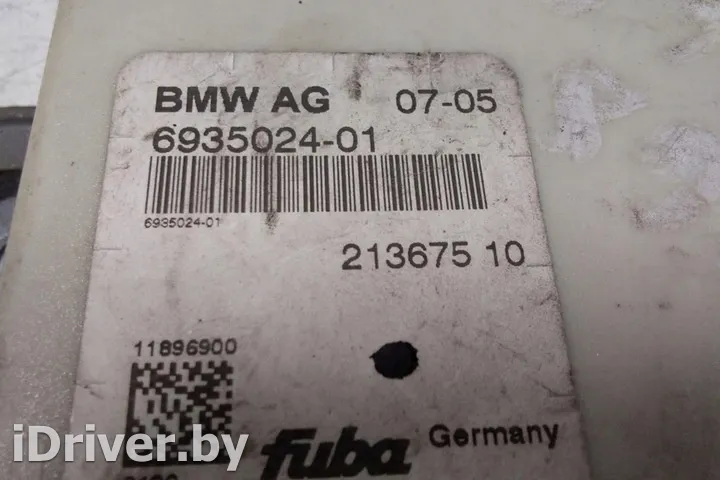 BMW AG 07-05
6935024-01
6935024-01
213675 10
11896900
fuba Germany
iDriver.by